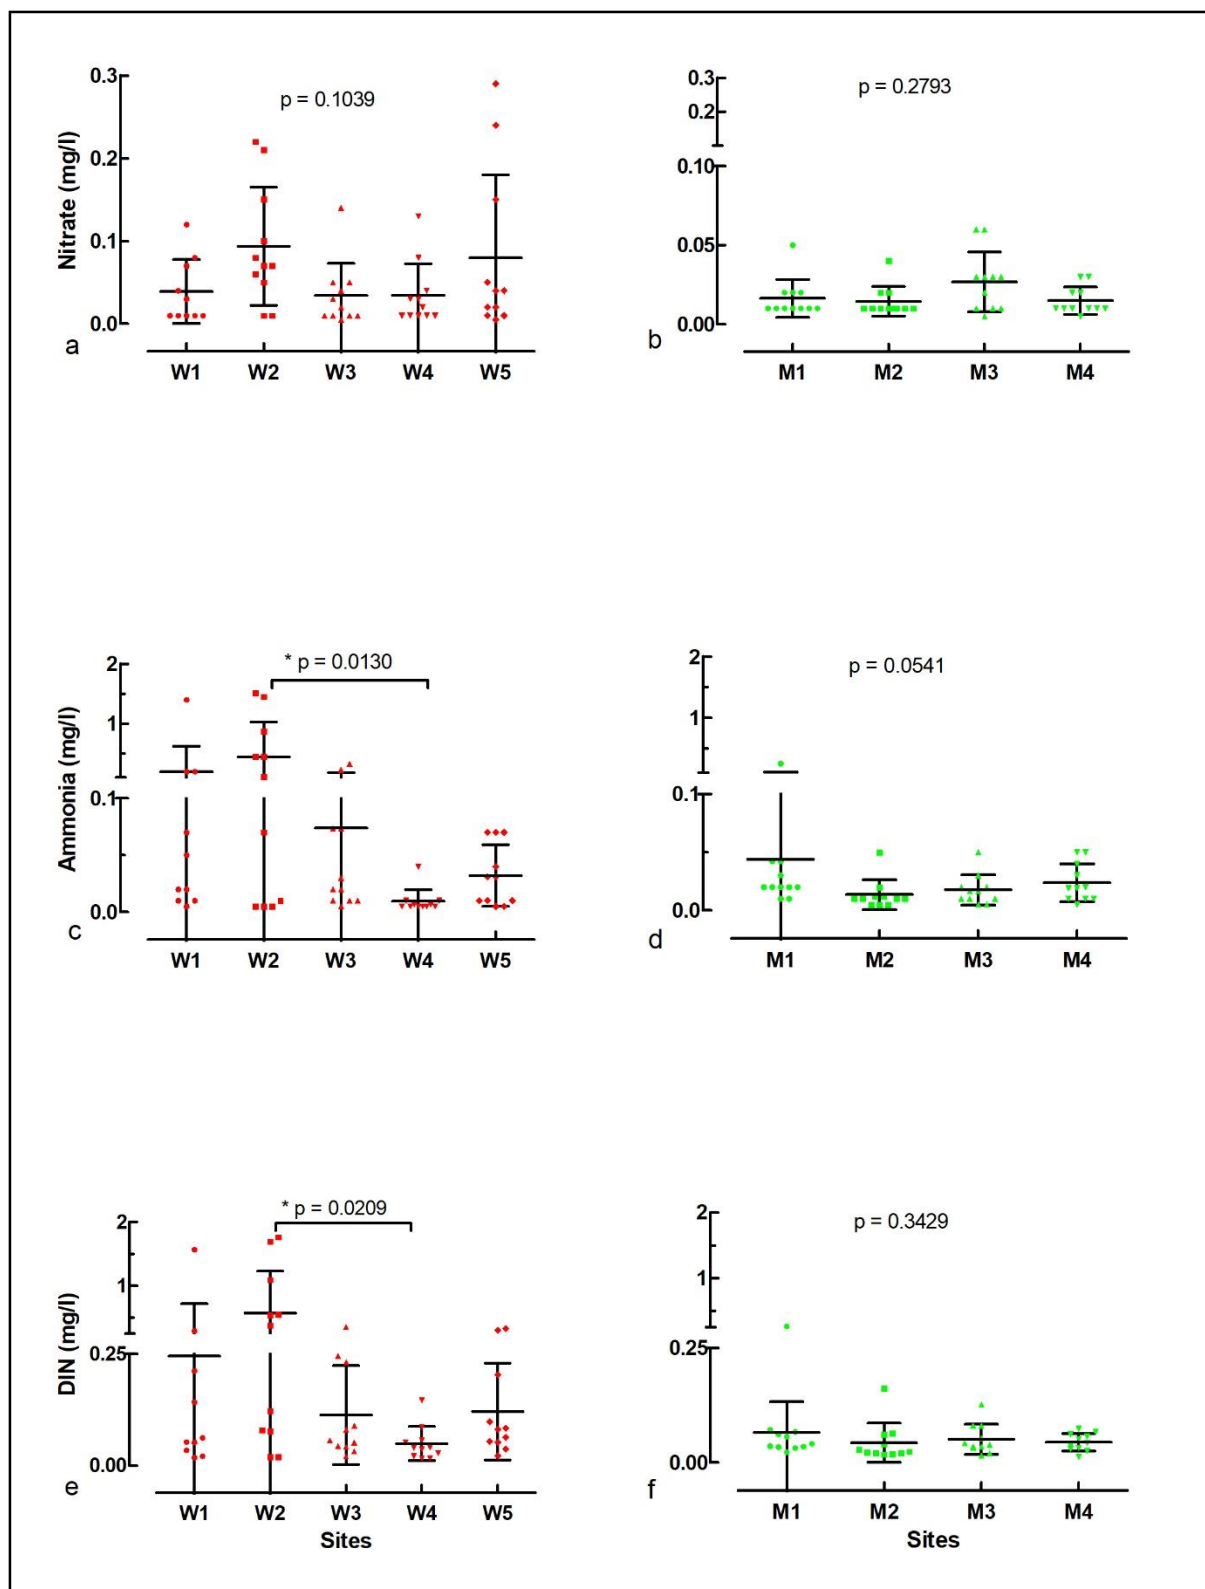 p = 0.1039
Nitrate (mg/l)
0.3
0.2
0.1
0.0
a
W1 W2 W3 W4 W5
p = 0.2793
0.3
0.2
0.10
0.05
0.00
b
M1 M2 M3 M4
* p = 0.0130
Ammonia (mg/l)
2
1
0.1
0.0
c
W1 W2 W3 W4 W5
p = 0.0541
2
1
0.1
0.0
d
M1 M2 M3 M4
* p = 0.0209
DIN (mg/l)
2
1
0.25
0.00
e
W1 W2 W3 W4 W5
Sites
p = 0.3429
2
1
0.25
0.00
f
M1 M2 M3 M4
Sites